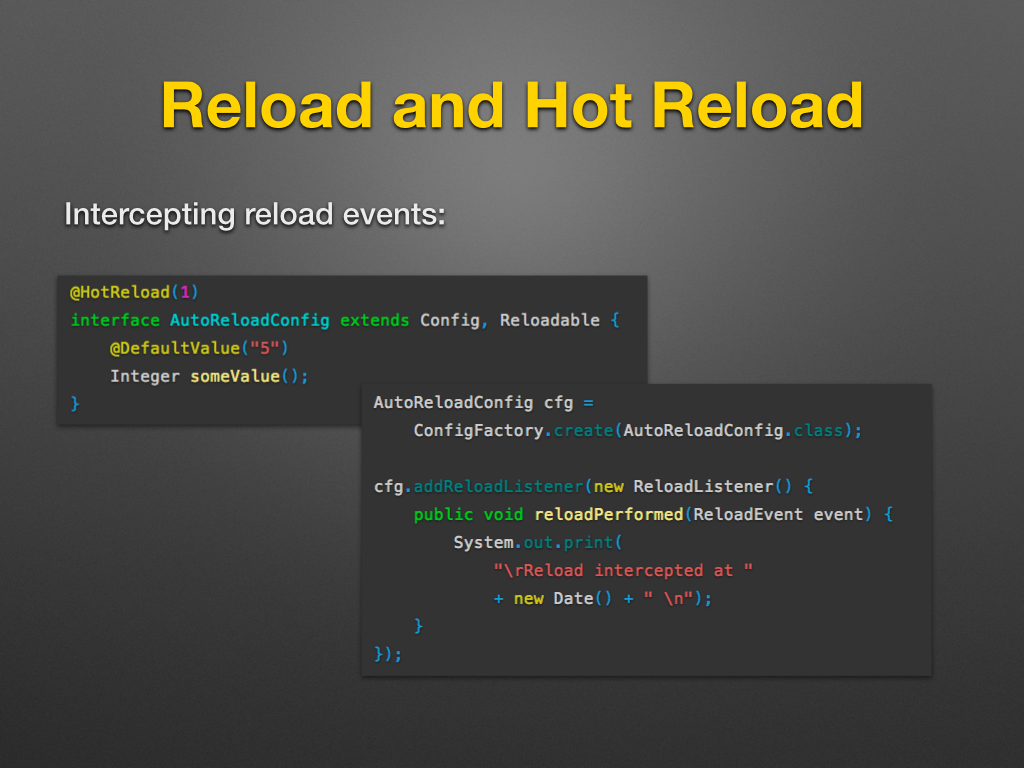 Reload and Hot Reload
Intercepting reload events:
@HotReload(1)
interface AutoReloadConfig extends Config, Reloadable {
    @DefaultValue("5")
    Integer someValue();
}
AutoReloadConfig cfg =
    ConfigFactory.create(AutoReloadConfig.class);
cfg.addReloadListener(new ReloadListener() {
    public void reloadPerformed(ReloadEvent event) {
        System.out.print(
            "\rReload intercepted at "
            + new Date() + " \n");
    }
});